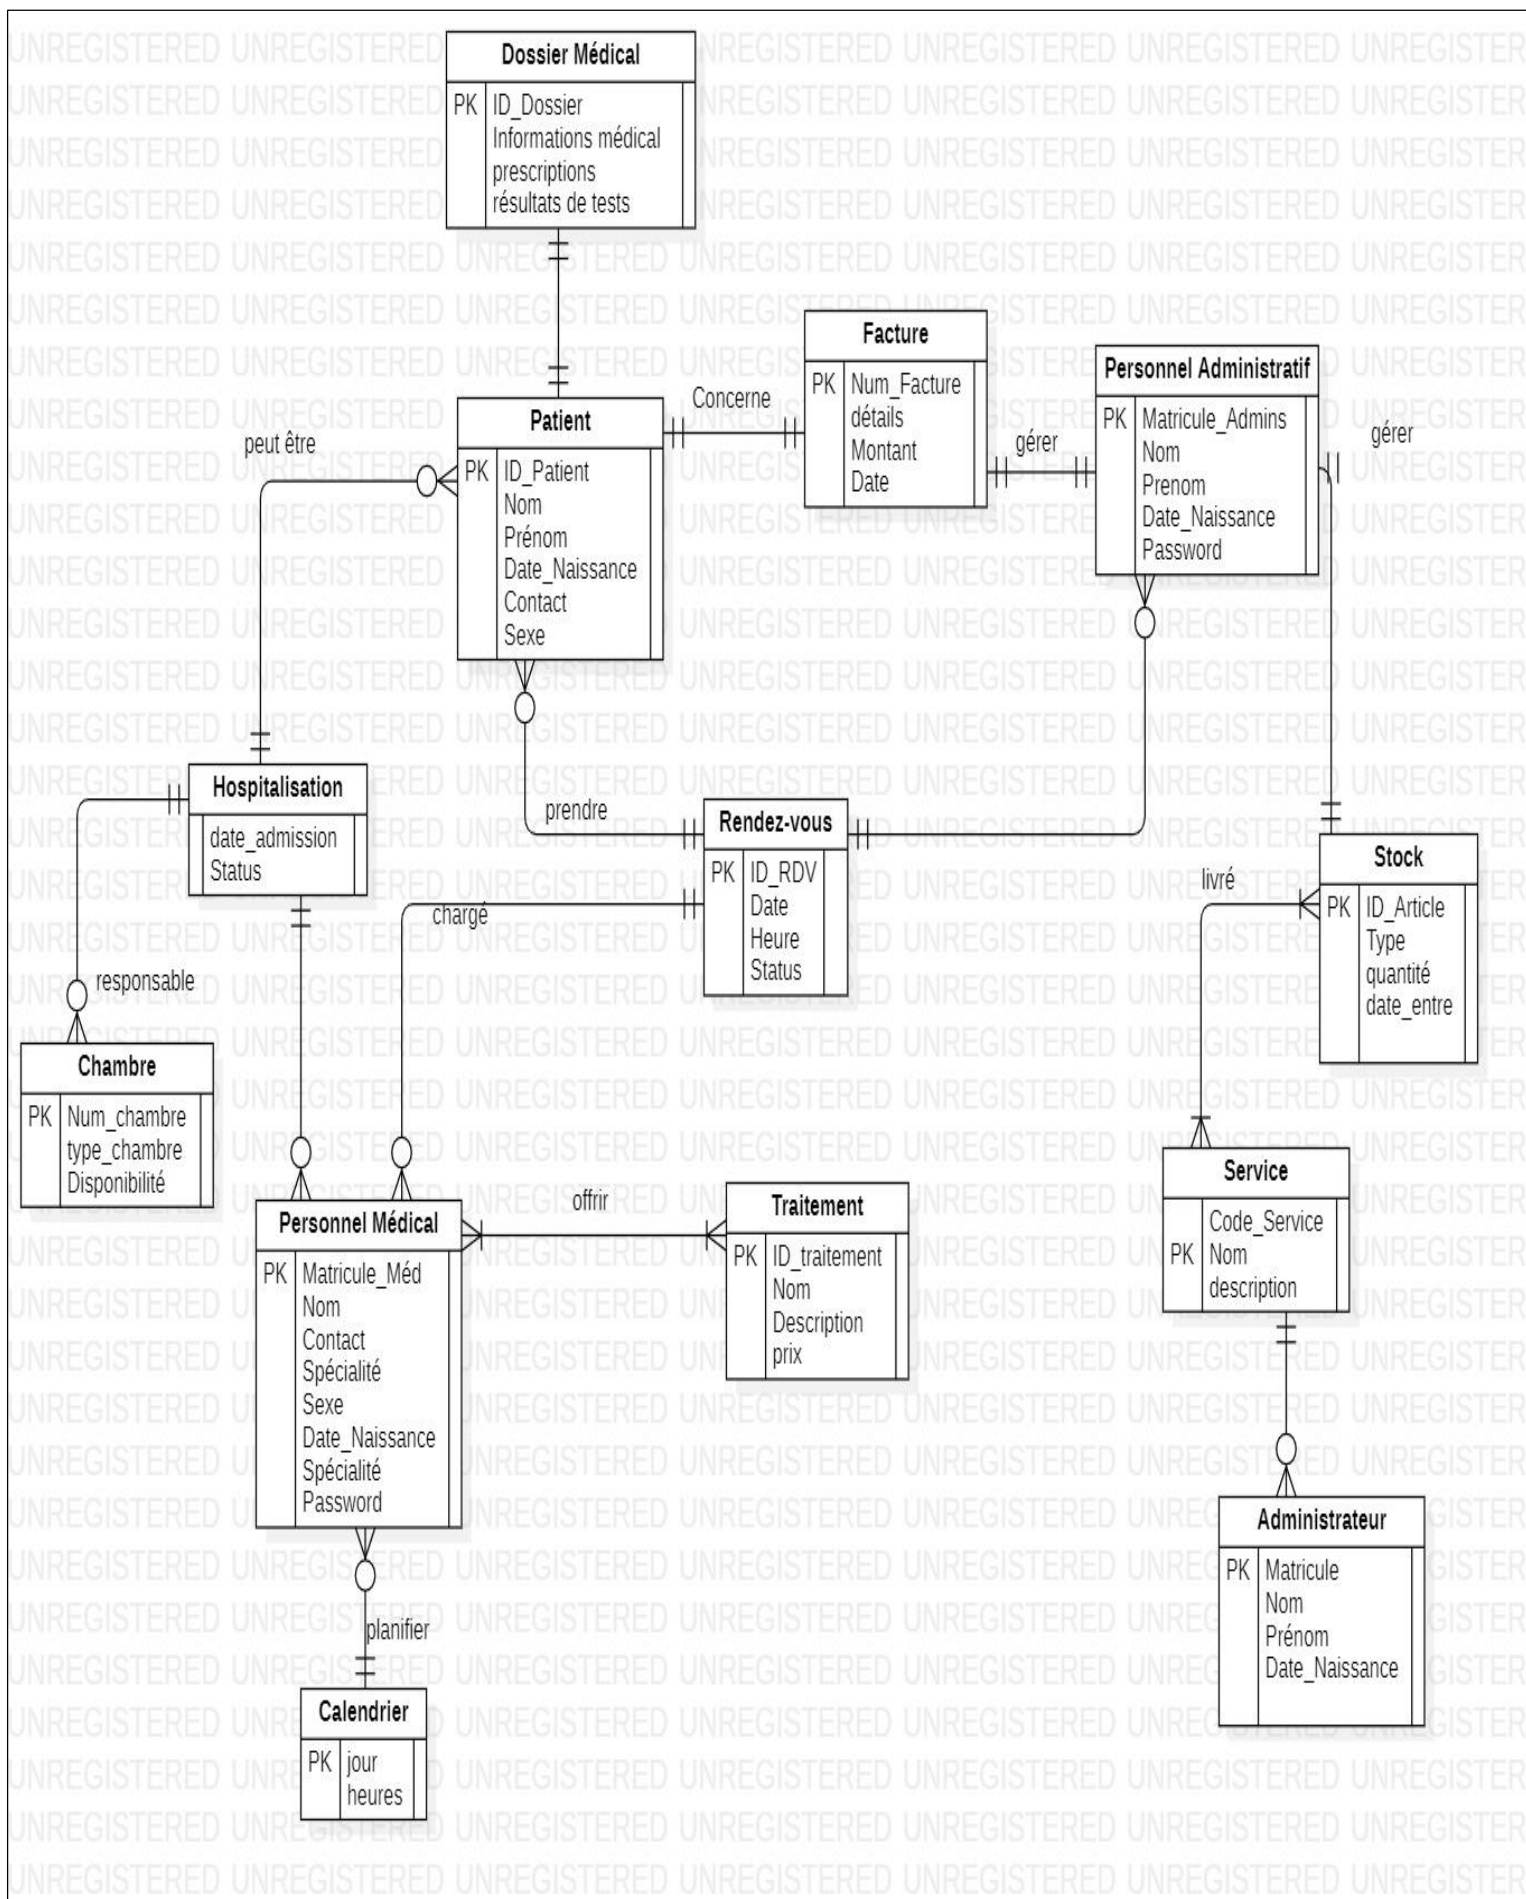 Dossier Médical
PK ID_Dossier
Informations médical
prescriptions
résultats de tests
Facture
PK Num_Facture
détails
Montant
Date
Personnel Administratif
PK Matricule_Admins
Nom
Prenom
Date_Naissance
Password
Concerne
gérer
gérer
peut être
Patient
PK ID_Patient
Nom
Prénom
Date_Naissance
Contact
Sexe
Hospitalisation
date_admission
Status
prendre
Rendez-vous
PK ID_RDV
Date
Heure
Status
chargé
livré
Stock
PK ID_Article
Type
quantité
date_entre
responsable
Chambre
PK Num_chambre
type_chambre
Disponibilité
Personnel Médical
PK Matricule_Méd
Nom
Contact
Spécialité
Sexe
Date_Naissance
Spécialité
Password
offrir
Traitement
PK ID_traitement
Nom
Description
prix
Service
Code_Service
PK Nom
description
Administrateur
PK Matricule
Nom
Prénom
Date_Naissance
planifier
Calendrier
PK jour
heures
UNREGISTERED